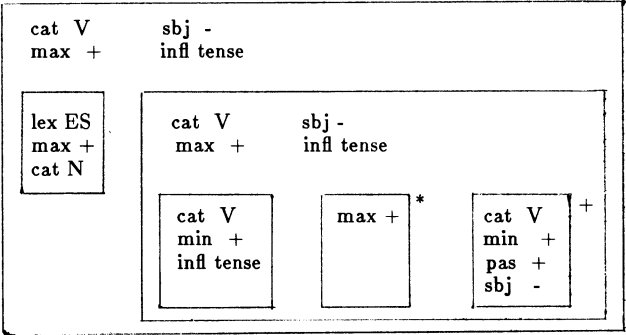 cat V sbj -
max + infl tense
lex ES
max +
cat N
cat V sbj -
max + infl tense
cat V
min +
infl tense
max + *
cat V
min +
pas +
sbj -
+